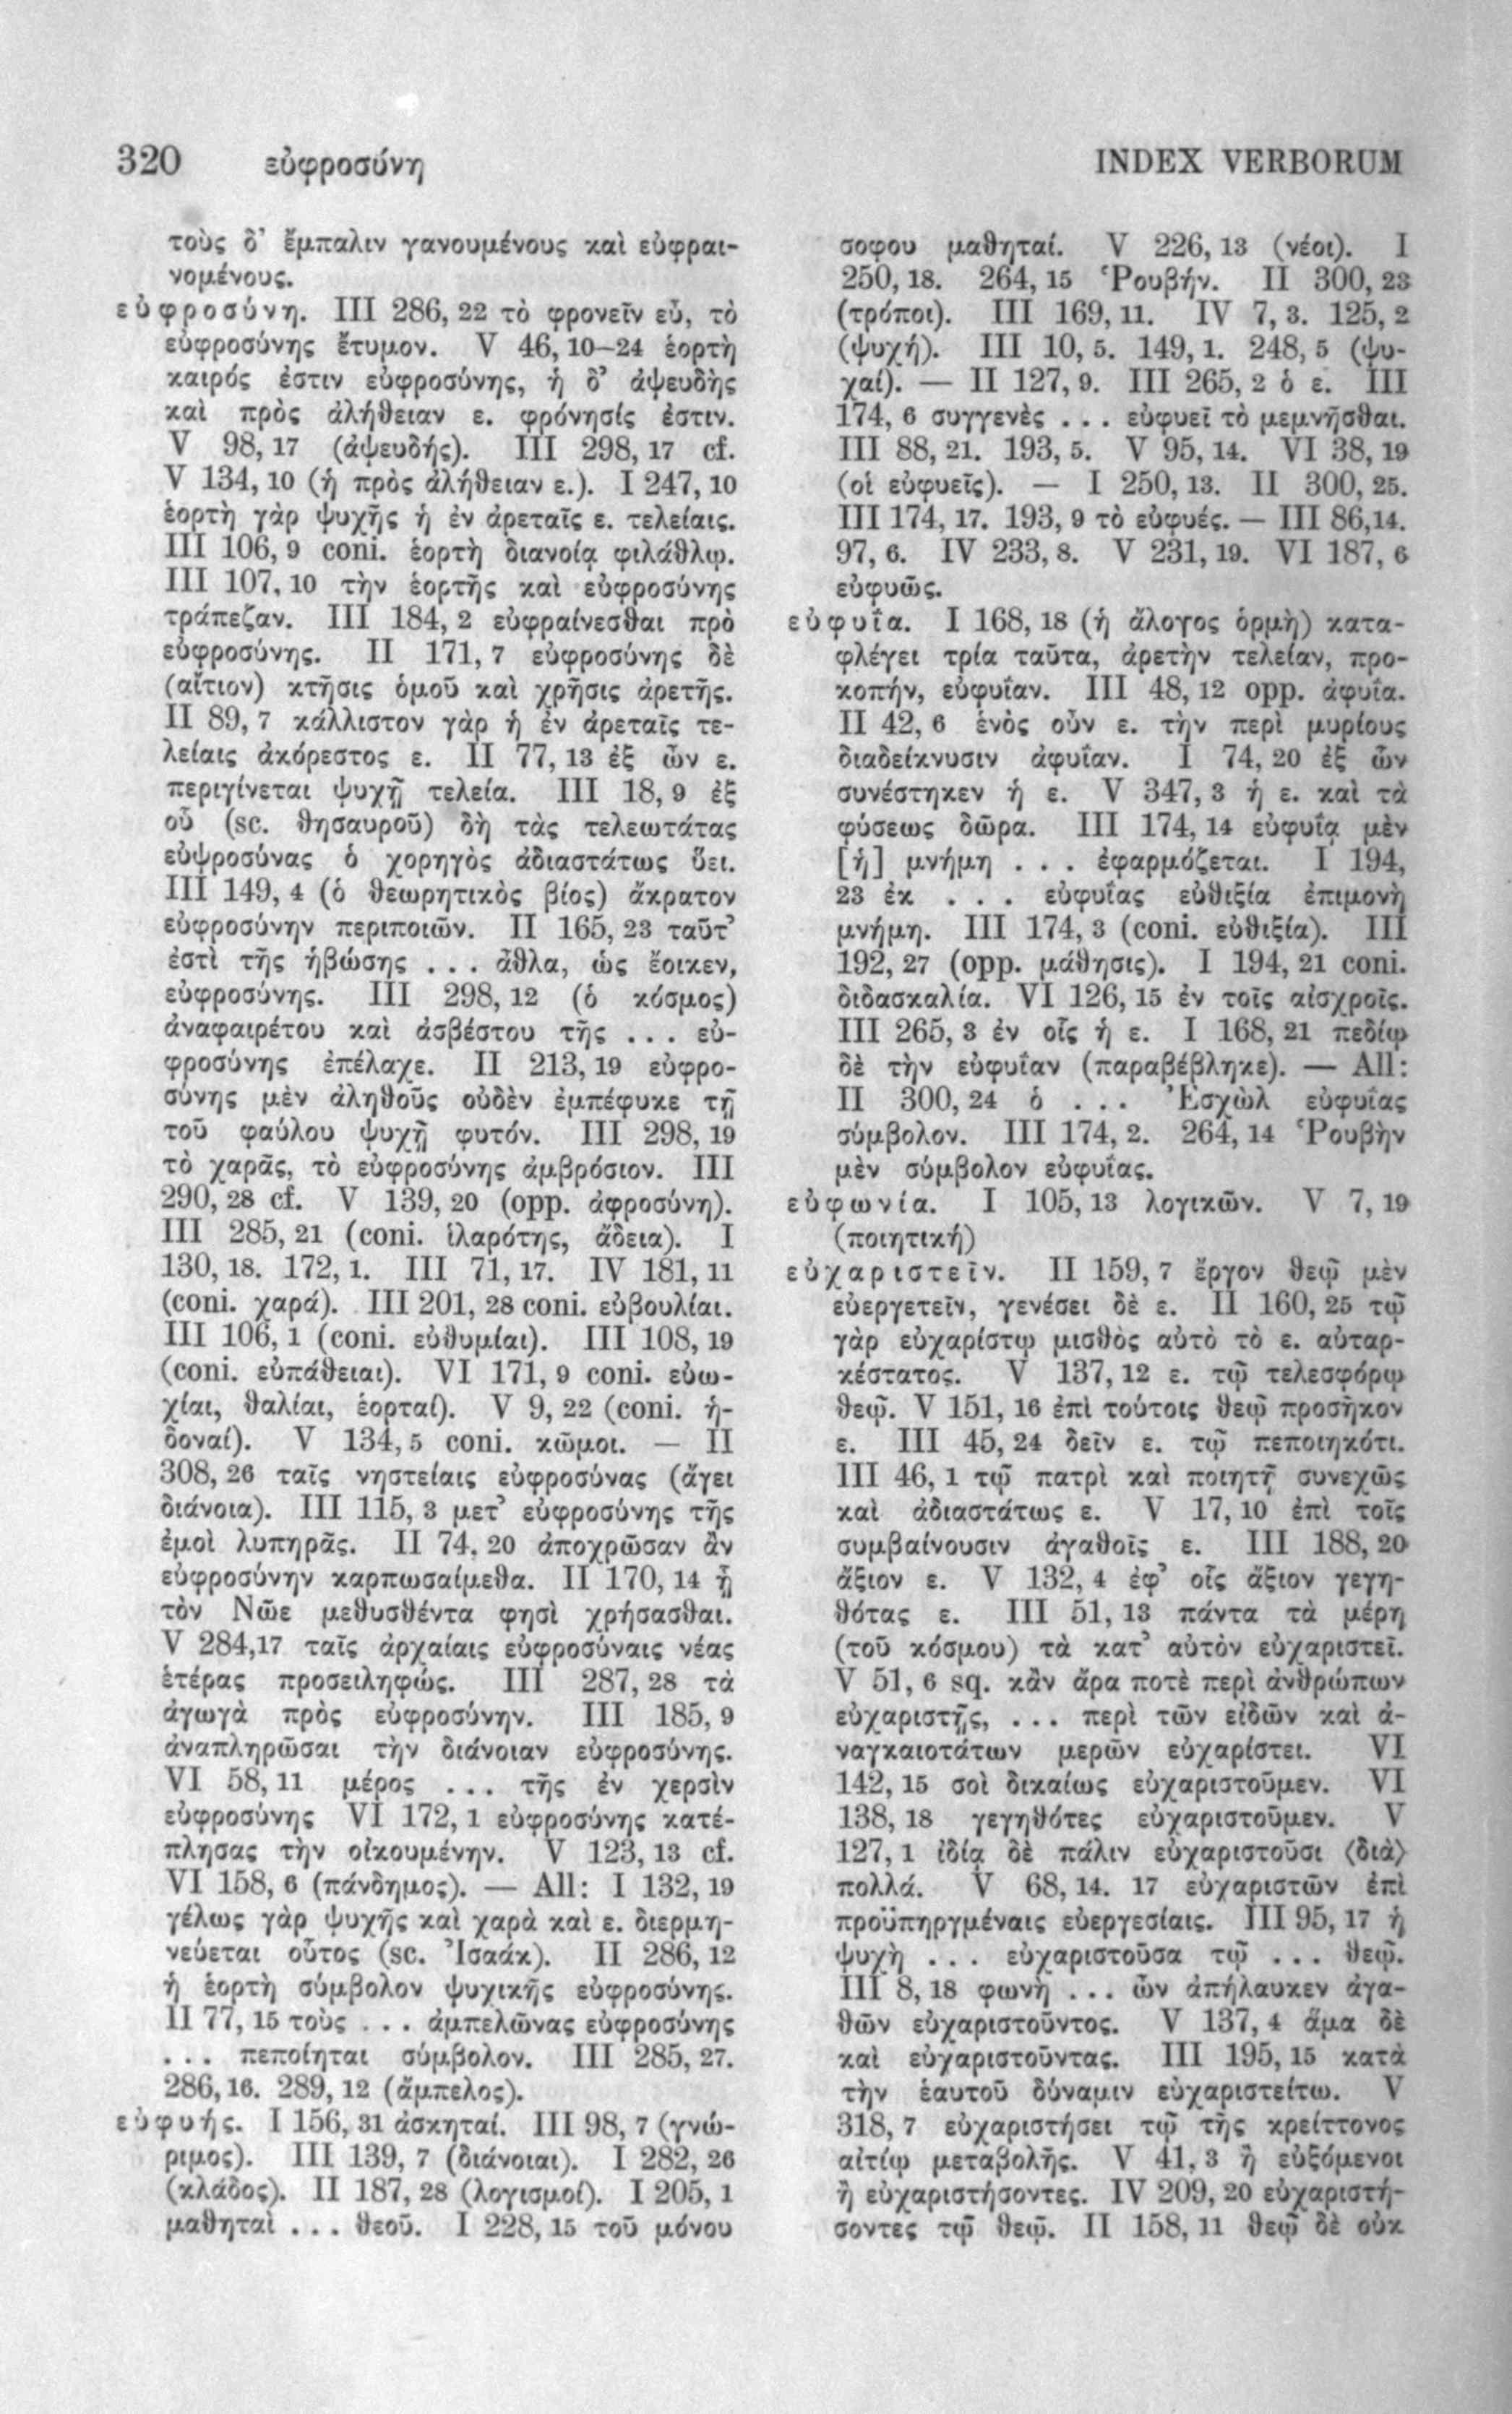 320 εὐφροσύνη INDEX VERBORUM
τοὺς δ’ ἔμπαλιν γανουμένους καὶ εὐφραι-
νομένους.
εὐφροσύνη. III 286, 22 τὸ φρονεῖν εὖ, τὸ
εὐφροσύνης ἔτυμον. V 46, 10–24 ἑορτὴ
καιρός ἐστιν εὐφροσύνης, ἡ δ’ ἀψευδὴς
καὶ πρὸς ἀλήθειαν ε. φρόνησίς ἐστιν.
V 98, 17 (ἀψευδής). III 298, 17 cf.
V 134, 10 (ἡ πρὸς ἀλήθειαν ε.). I 247, 10
ἑορτὴ γὰρ ψυχῆς ἡ ἐν ἀρεταῖς ε. τελείαις.
III 106, 9 coni. ἑορτὴ διανοίᾳ φιλάθλῳ.
III 107, 10 τὴν ἑορτῆς καὶ εὐφροσύνης
τράπεζαν. III 184, 2 εὐφραίνεσθαι πρὸ
εὐφροσύνης. II 171, 7 εὐφροσύνης δὲ
(αἴτιον) κτῆσις ὁμοῦ καὶ χρῆσις ἀρετῆς.
II 89, 7 κάλλιστον γὰρ ἡ ἐν ἀρεταῖς τε-
λείαις ἀκόρεστος ε. II 77, 13 ἐξ ὧν ε.
περιγίνεται ψυχῇ τελεία. III 18, 9 ἐξ
οὗ (sc. θησαυροῦ) δὴ τὰς τελεωτάτας
εὐψροσύνας ὁ χορηγὸς ἀδιαστάτως ὕει.
III 149, 4 (ὁ θεωρητικὸς βίος) ἄκρατον
εὐφροσύνην περιποιῶν. II 165, 23 ταῦτ’
ἐστὶ τῆς ἡβώσης . . . ἆθλα, ὡς ἔοικεν,
εὐφροσύνης. III 298, 12 (ὁ κόσμος)
ἀναφαιρέτου καὶ ἀσβέστου τῆς . . . εὐ-
φροσύνης ἐπέλαχε. II 213, 19 εὐφρο-
σύνης μὲν ἀληθοῦς οὐδὲν ἐμπέφυκε τῇ
τοῦ φαύλου ψυχῇ φυτόν. III 298, 19
τὸ χαρᾶς, τὸ εὐφροσύνης ἀμβρόσιον. III
290, 28 cf. V 139, 20 (opp. ἀφροσύνη).
III 285, 21 (coni. ἱλαρότης, ἄδεια). I
130, 18. 172, 1. III 71, 17. IV 181, 11
(coni. χαρά). III 201, 28 coni. εὐβουλίαι.
III 106, 1 (coni. εὐθυμίαι). III 108, 19
(coni. εὐπάθειαι). VI 171, 9 coni. εὐω-
χίαι, θαλίαι, ἑορταί). V 9, 22 (coni. ἡ-
δοναί). V 134, 5 coni. κῶμοι. — II
308, 26 ταῖς νηστείαις εὐφροσύνας (ἄγει
διάνοια). III 115, 3 μετ’ εὐφροσύνης τῆς
ἐμοὶ λυπηρᾶς. II 74, 20 ἀποχρῶσαν ἂν
εὐφροσύνην καρπωσαίμεθα. II 170, 14 ᾗ
τὸν Νῶε μεθυσθέντα φησὶ χρήσασθαι.
V 284, 17 ταῖς ἀρχαίαις εὐφροσύναις νέας
ἑτέρας προσειληφώς. III 287, 28 τὰ
ἀγωγὰ πρὸς εὐφροσύνην. III 185, 9
ἀναπληρῶσαι τὴν διάνοιαν εὐφροσύνης.
VI 58, 11 μέρος . . . τῆς ἐν χερσὶν
εὐφροσύνης VI 172, 1 εὐφροσύνης κατέ-
πλησας τὴν οἰκουμένην. V 123, 13 cf.
VI 158, 6 (πάνδημος). — All: I 132, 19
γέλως γὰρ ψυχῆς καὶ χαρὰ καὶ ε. διερμη-
νεύεται οὗτος (sc. Ἰσαάκ). II 286, 12
ἡ ἑορτὴ σύμβολον ψυχικῆς εὐφροσύνης.
II 77, 15 τοὺς . . . ἀμπελῶνας εὐφροσύνης
. . . πεποίηται σύμβολον. III 285, 27.
286, 16. 289, 12 (ἄμπελος).
εὐφυής. I 156, 31 ἀσκηταί. III 98, 7 (γνώ-
ριμος). III 139, 7 (διάνοιαι). I 282, 26
(κλάδος). II 187, 28 (λογισμοί). I 205, 1
μαθηταὶ . . . θεοῦ. I 228, 15 τοῦ μόνου
σοφου μαθηταί. V 226, 13 (νέοι). I
250, 18. 264, 15 Ῥουβήν. II 300, 23
(τρόποι). III 169, 11. IV 7, 3. 125, 2
(ψυχή). III 10, 5. 149, 1. 248, 5 (ψυ-
χαί). — II 127, 9. III 265, 2 ὁ ε. III
174, 6 συγγενὲς . . . εὐφυεῖ τὸ μεμνῆσθαι.
III 88, 21. 193, 5. V 95, 14. VI 38, 19
(οἱ εὐφυεῖς). — I 250, 13. II 300, 25.
III 174, 17. 193, 9 τὸ εὐφυές. — III 86, 14.
97, 6. IV 233, 8. V 231, 19. VI 187, 6
εὐφυῶς.
εὐφυΐα. I 168, 18 (ἡ ἄλογος ὁρμὴ) κατα-
φλέγει τρία ταῦτα, ἀρετὴν τελείαν, προ-
κοπήν, εὐφυΐαν. III 48, 12 opp. ἀφυΐα.
II 42, 6 ἑνὸς οὖν ε. τὴν περὶ μυρίους
διαδείκνυσιν ἀφυΐαν. I 74, 20 ἐξ ὧν
συνέστηκεν ἡ ε. V 347, 3 ἡ ε. καὶ τὰ
φύσεως δῶρα. III 174, 14 εὐφυΐᾳ μὲν
[ἡ] μνήμη . . . ἐφαρμόζεται. I 194,
23 ἐκ . . . εὐφυΐας εὐθιξία ἐπιμονὴ
μνήμη. III 174, 3 (coni. εὐθιξία). III
192, 27 (opp. μάθησις). I 194, 21 coni.
διδασκαλία. VI 126, 15 ἐν τοῖς αἰσχροῖς.
III 265, 3 ἐν οἷς ἡ ε. I 168, 21 πεδίῳ
δὲ τὴν εὐφυΐαν (παραβέβληκε). — All:
II 300, 24 ὁ . . . Ἐσχὼλ εὐφυΐας
σύμβολον. III 174, 2. 264, 14 Ῥουβὴν
μὲν σύμβολον εὐφυΐας.
εὐφωνία. I 105, 13 λογικῶν. V 7, 19
(ποιητική)
εὐχαριστεῖν. II 159, 7 ἔργον θεῷ μὲν
εὐεργετεῖν, γενέσει δὲ ε. II 160, 25 τῷ
γὰρ εὐχαρίστῳ μισθὸς αὐτὸ τὸ ε. αὐταρ-
κέστατος. V 137, 12 ε. τῷ τελεσφόρῳ
θεῷ. V 151, 16 ἐπὶ τούτοις θεῷ προσῆκον
ε. III 45, 24 δεῖν ε. τῷ πεποιηκότι.
III 46, 1 τῷ πατρὶ καὶ ποιητῇ συνεχῶς
καὶ ἀδιαστάτως ε. V 17, 10 ἐπὶ τοῖς
συμβαίνουσιν ἀγαθοῖς ε. III 188, 20
ἄξιον ε. V 132, 4 ἐφ’ οἷς ἄξιον γεγη-
θότας ε. III 51, 13 πάντα τὰ μέρη
(τοῦ κόσμου) τὰ κατ’ αὐτὸν εὐχαριστεῖ.
V 51, 6 sq. κἂν ἄρα ποτὲ περὶ ἀνθρώπων
εὐχαριστῇς, . . . περὶ τῶν εἰδῶν καὶ ἀ-
ναγκαιοτάτων μερῶν εὐχαρίστει. VI
142, 15 σοὶ δικαίως εὐχαριστοῦμεν. VI
138, 18 γεγηθότες εὐχαριστοῦμεν. V
127, 1 ἰδίᾳ δὲ πάλιν εὐχαριστοῦσι ⟨διὰ⟩
πολλά. V 68, 14. 17 εὐχαριστῶν ἐπὶ
προϋπηργμέναις εὐεργεσίαις. III 95, 17 ἡ
ψυχὴ . . . εὐχαριστοῦσα τῷ . . . θεῷ.
III 8, 18 φωνὴ . . . ὧν ἀπήλαυκεν ἀγα-
θῶν εὐχαριστοῦντος. V 137, 4 ἅμα δὲ
καὶ εὐχαριστοῦντας. III 195, 15 κατὰ
τὴν ἑαυτοῦ δύναμιν εὐχαριστείτω. V
318, 7 εὐχαριστήσει τῷ τῆς κρείττονος
αἰτίῳ μεταβολῆς. V 41, 3 ἢ εὐξόμενοι
ἢ εὐχαριστήσοντες. IV 209, 20 εὐχαριστή-
σοντες τῷ θεῷ. II 158, 11 θεῷ δὲ οὐκ